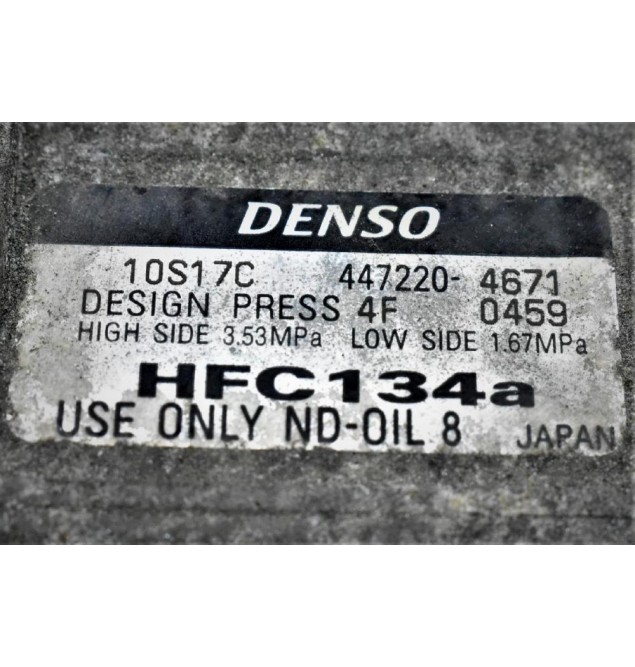 DENSO
10S17C 447220- 4671
DESIGN PRESS 4F 0459
HIGH SIDE 3.53MPa LOW SIDE 1.67MPa
HFC134a
USE ONLY ND-OIL 8 JAPAN